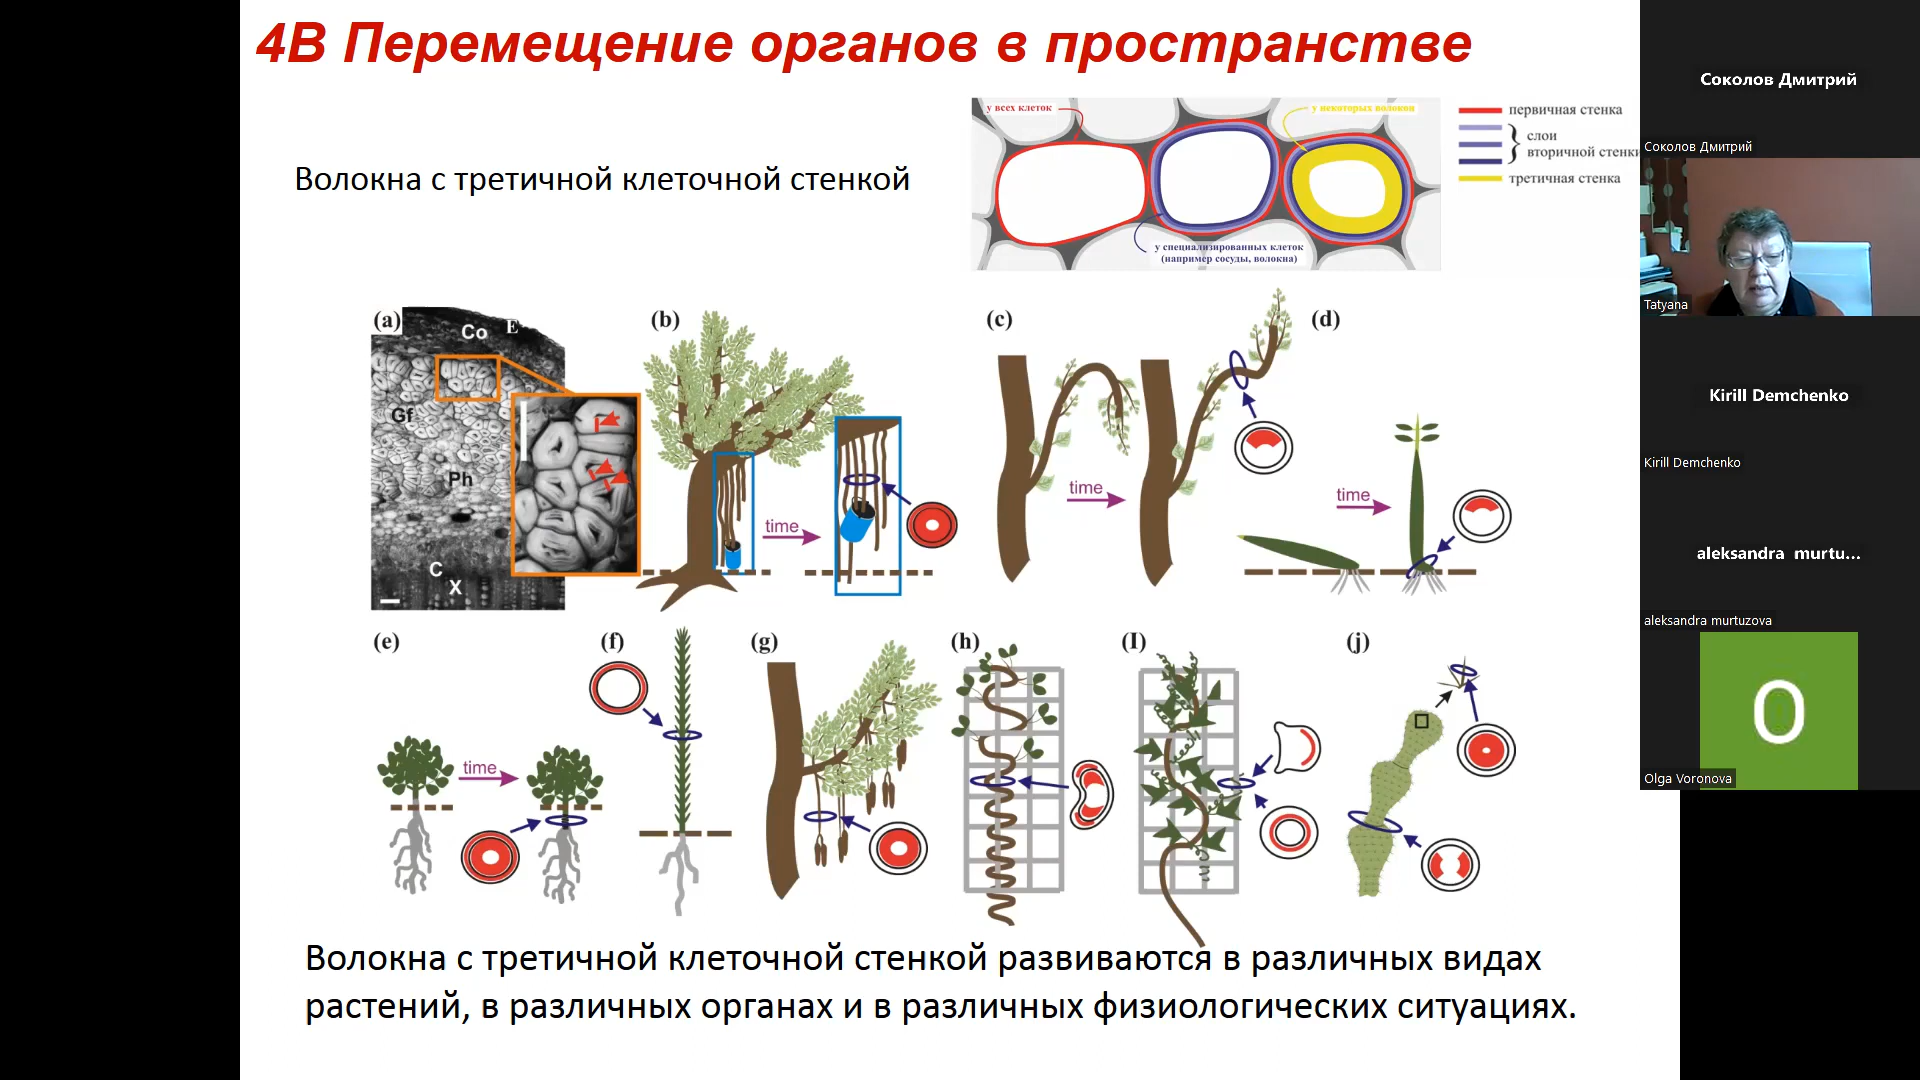 4В Перемещение органов в пространстве
Волокна с третичной клеточной стенкой
у всех клеток
у некоторых волокон
у специализированных клеток
(например сосуды, волокна)
первичная стенка
слои
вторичной стенки
третичная стенка
(a)
Co
E
Gf
Ph
C
X
(b)
time
(c)
time
(d)
time
(e)
time
(f)
(g)
(h)
(I)
(j)
Волокна с третичной клеточной стенкой развиваются в различных видах
растений, в различных органах и в различных физиологических ситуациях.
Соколов Дмитрий
Соколов Дмитрий
Tatyana
Kirill Demchenko
Kirill Demchenko
aleksandra murtu...
aleksandra murtuzova
O
Olga Voronova